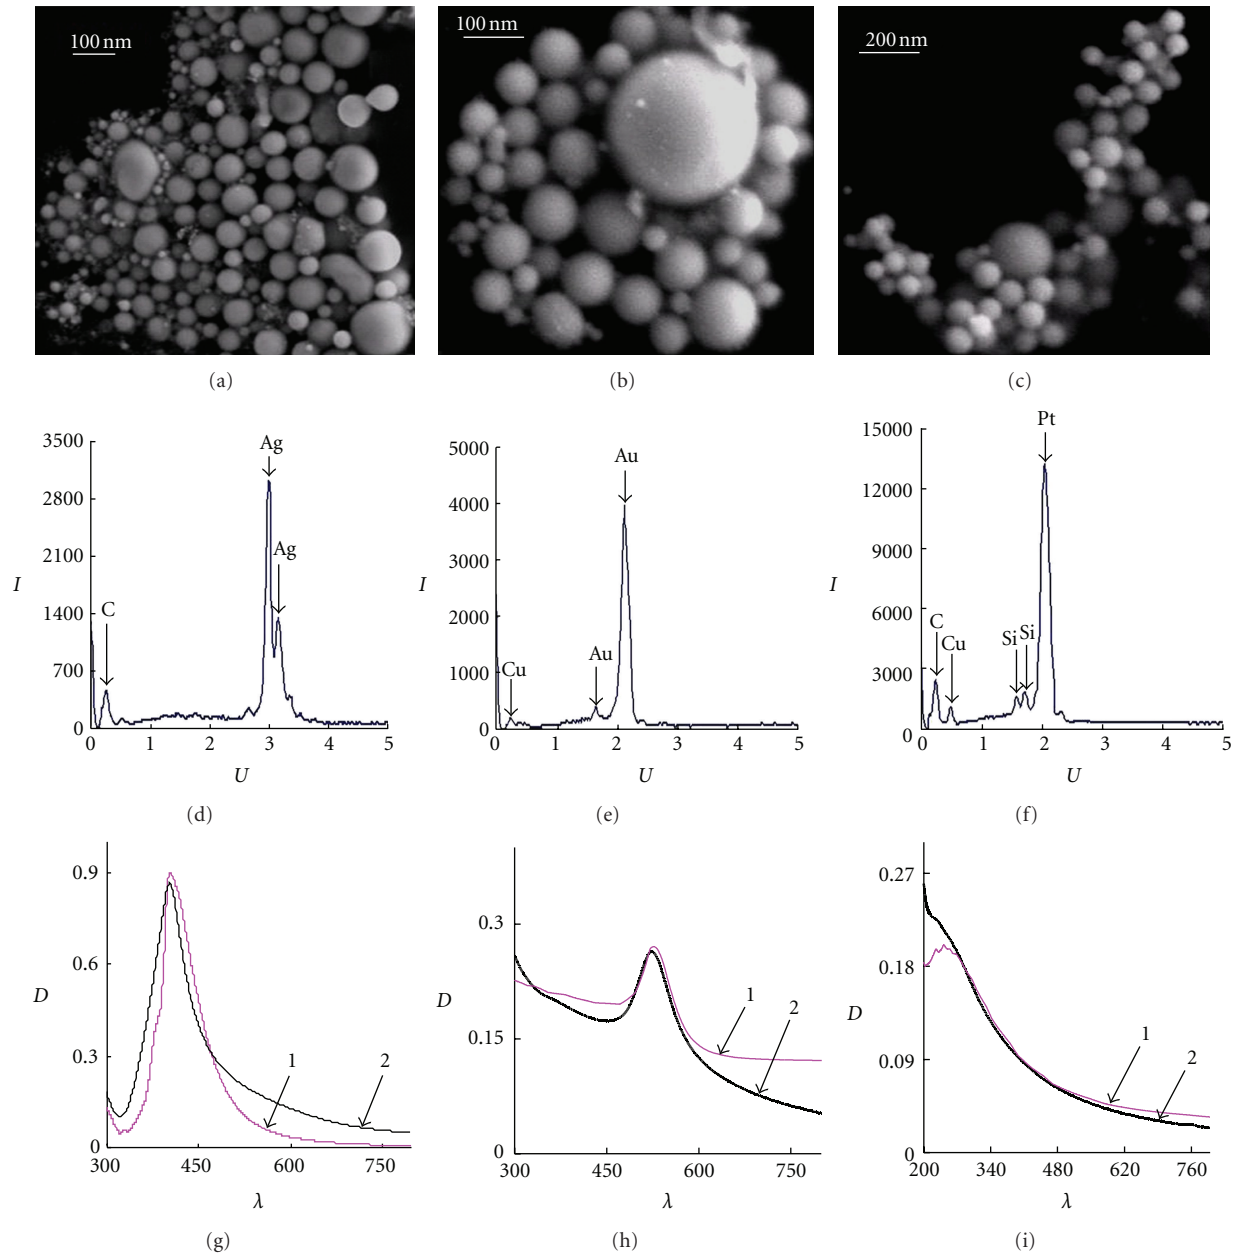 100 nm
100 nm
200 nm
(a)
(b)
(c)
3500
2800
2100
1400
700
0
I
C
Ag
Ag
0 1 2 3 4 5
U
(d)
5000
4000
3000
2000
1000
0
I
Cu
Au
Au
0 1 2 3 4 5
U
(e)
15000
12000
9000
6000
3000
0
I
C
Cu
Si
Si
Pt
0 1 2 3 4 5
U
(f)
0.9
0.6
0.3
0
D
1
2
300 450 600 750
λ
(g)
0.3
0.15
0
D
1
2
300 450 600 750
λ
(h)
0.27
0.18
0.09
0
D
1
2
200 340 480 620 760
λ
(i)